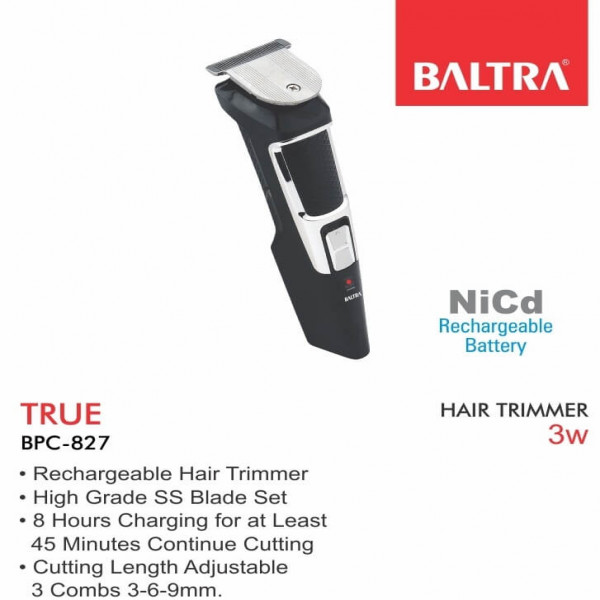 BALTRA®
BALTRA
NiCd
Rechargeable
Battery
TRUE
BPC-827
HAIR TRIMMER
3w
• Rechargeable Hair Trimmer
• High Grade SS Blade Set
• 8 Hours Charging for at Least
45 Minutes Continue Cutting
• Cutting Length Adjustable
3 Combs 3-6-9mm.